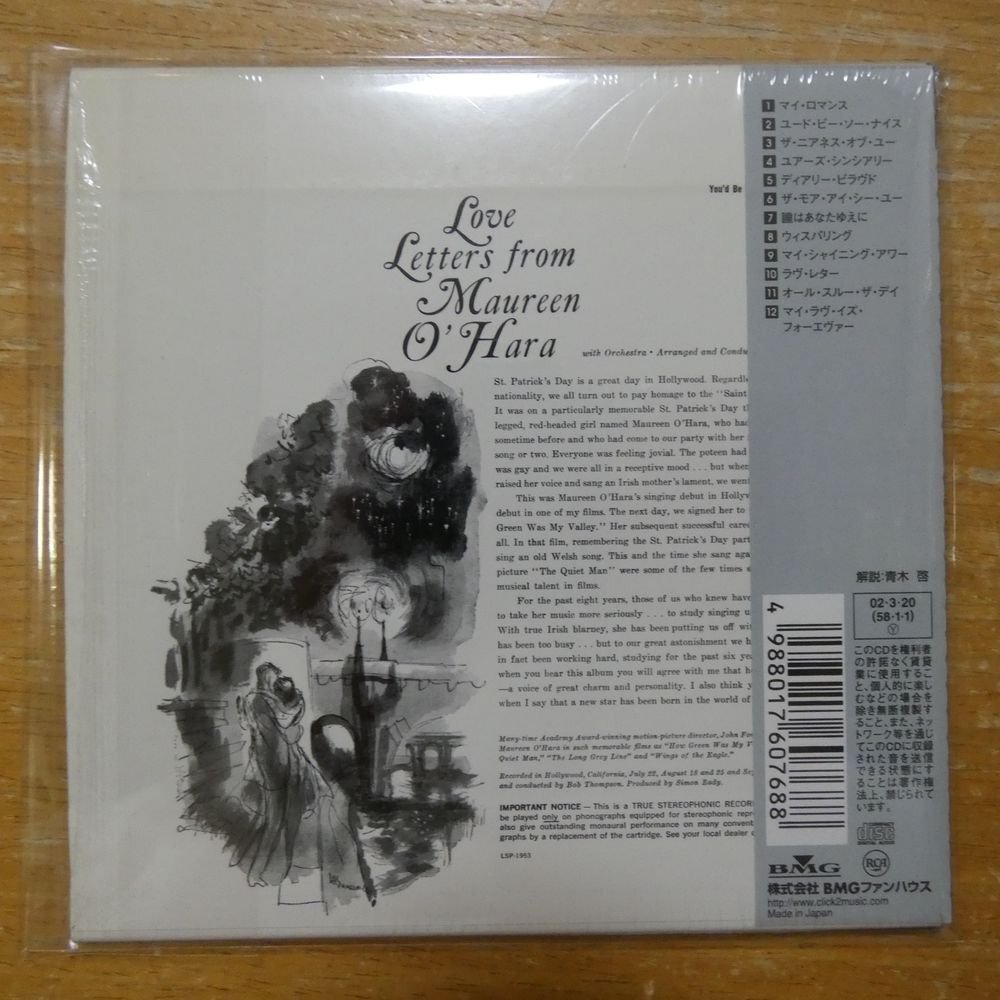 You'd Be
Love
Letters from
Maureen
O'Hara
with Orchestra • Arranged and Condu
St. Patrick's Day is a great day in Hollywood. Regardl
nationality, we all turn out to pay homage to the "Saint
It was on a particularly memorable St. Patrick's Day t
legged, red-headed girl named Maureen O'Hara, who had
sometime before and who had come to our party with her
song or two. Everyone was feeling jovial. The poteen had
was gay and we were all in a receptive mood . . . but when
raised her voice and sang an Irish mother's lament, we went
This was Maureen O'Hara's singing debut in Hollyw
debut in one of my films. The next day, we signed her to
Green Was My Valley." Her subsequent successful care
all. In that film, remembering the St. Patrick's Day part
sing an old Welsh song. This and the time she sang aga
picture "The Quiet Man" were some of the few times s
musical talent in films.
For the past eight years, those of us who knew have
to take her music more seriously . . . to study singing u
With true Irish blarney, she has been putting us off wi
has been too busy . . . but to our great astonishment we h
in fact been working hard, studying for the past six ye
when you hear this album you will agree with me that h
—a voice of great charm and personality. I also think y
when I say that a new star has been born in the world of
Many-time Academy Award-winning motion-picture director, John Fo
Maureen O'Hara in such memorable films as "How Green Was My V
Quiet Man," "The Long Grey Line" and "Wings of the Eagle."
Recorded in Hollywood, California, July 22, August 18 and 25 and Se
and conducted by Bob Thompson. Produced by Simon Rady.
IMPORTANT NOTICE — This is a TRUE STEREOPHONIC RECOR
be played only on phonographs equipped for stereophonic repr
also give outstanding monaural performance on many convent
graphs by a replacement of the cartridge. See your local dealer
LSP-1953
1 マイ・ロマンス
2 ユード・ビー・ソー・ナイス
3 ザ・ニアネス・オブ・ユー
4 ユアーズ・シンシアリー
5 ディアリー・ビラヴド
6 ザ・モア・アイ・シー・ユー
7 瞳はあなたゆえに
8 ウィスパリング
9 マイ・シャイニング・アワー
10 ラヴ・レター
11 オール・スルー・ザ・デイ
12 マイ・ラヴ・イズ・
フォーエヴァー
解説:青木 啓
02・3・20
(58・1・1)
Y
このCDを権利者
の許諾なく賃貸
業に使用するこ
と、個人的に楽し
むなどの場合を
除き無断複製す
ること、また、ネッ
トワーク等を通じ
てこのCDに収録
された音を送信
できる状態にす
ることは著作権
法上、禁じられて
います。
4 988017 607688
COMPACT
disc
DIGITAL AUDIO
BMG
RCA
株式会社 BMGファンハウス
http://www.click2music.com
Made in Japan